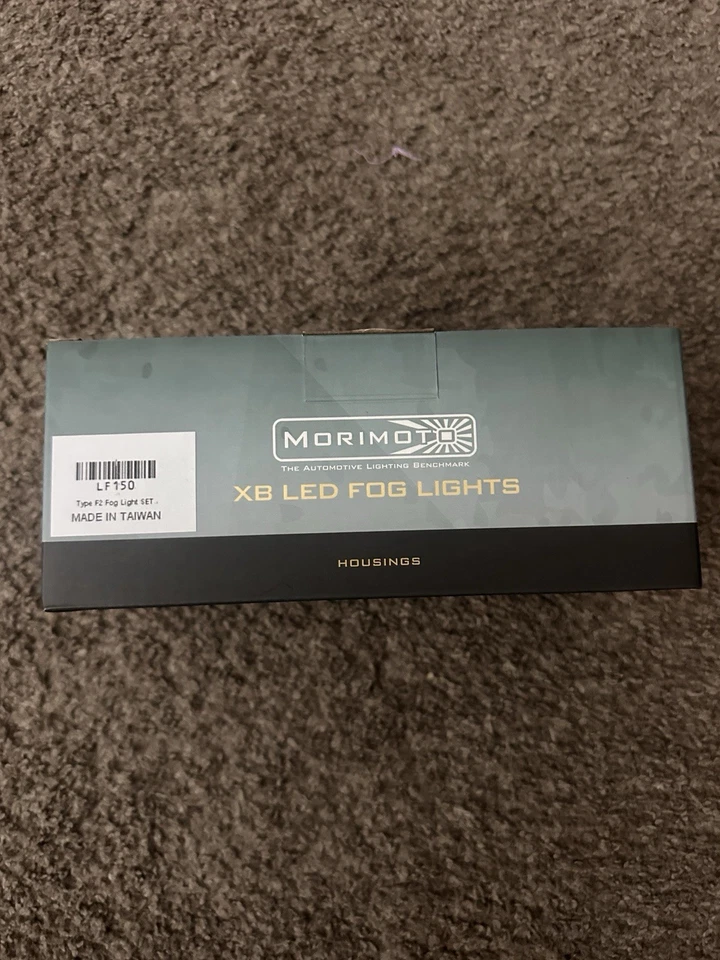 MORIMOTO
THE AUTOMOTIVE LIGHTING BENCHMARK
XB LED FOG LIGHTS
HOUSINGS
LF150
Type F2 Fog Light SET
MADE IN TAIWAN